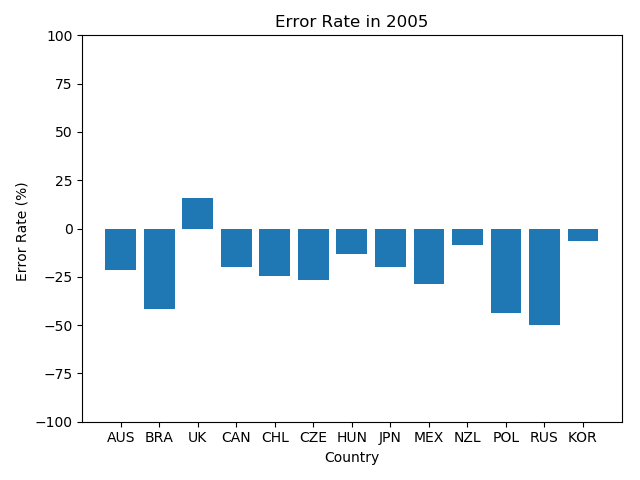 Error Rate in 2005
100
75
50
25
0
−25
−50
−75
−100
Error Rate (%)
AUS BRA UK CAN CHL CZE HUN JPN MEX NZL POL RUS KOR
Country